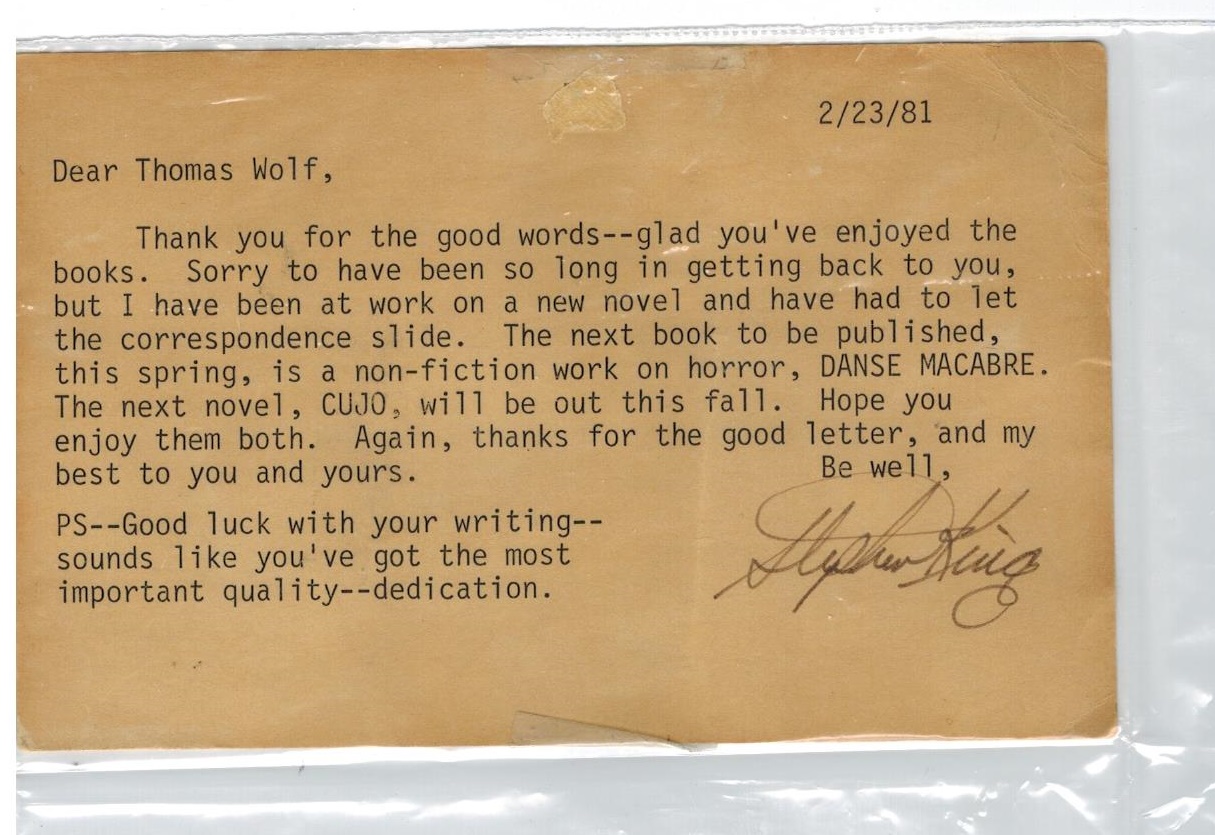 2/23/81
Dear Thomas Wolf,
Thank you for the good words--glad you've enjoyed the
books. Sorry to have been so long in getting back to you,
but I have been at work on a new novel and have had to let
the correspondence slide. The next book to be published,
this spring, is a non-fiction work on horror, DANSE MACABRE.
The next novel, CUJO, will be out this fall. Hope you
enjoy them both. Again, thanks for the good letter, and my
best to you and yours. Be well,
PS--Good luck with your writing--
sounds like you've got the most
important quality--dedication.
Stephen King